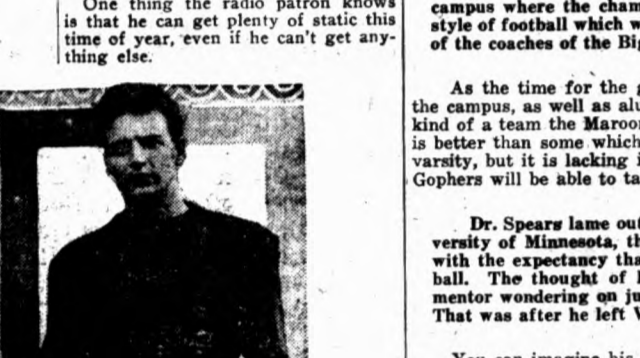 One thing the radio patron knows
is that he can get plenty of static this
time of year, even if he can't get any-
thing else.
campus where the cham
style of football which w
of the coaches of the Big
As the time for the g
the campus, as well as alu
kind of a team the Maroon
is better than some which
varsity, but it is lacking i
Gophers will be able to ta
Dr. Spears lame out
versity of Minnesota, th
with the expectancy tha
ball. The thought of l
mentor wondering on ju
That was after he left
You can imagine his